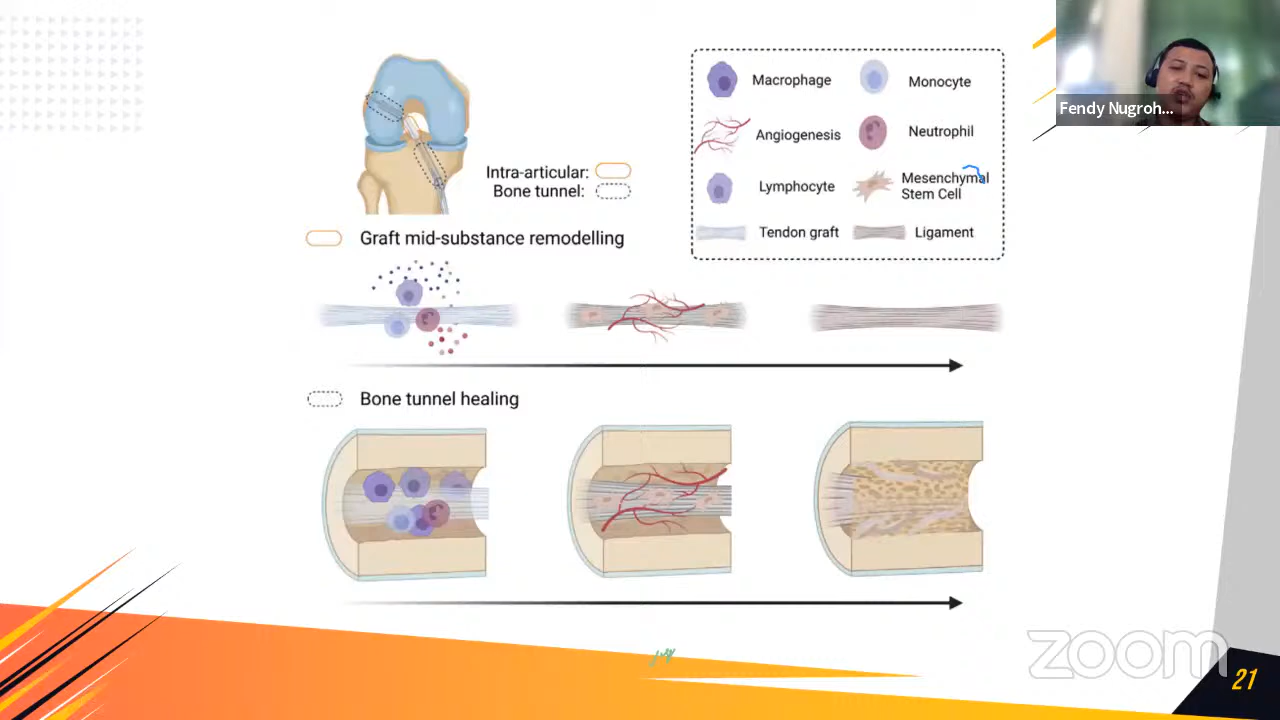 Fendy Nugroh...
Macrophage
Monocyte
Angiogenesis
Neutrophil
Lymphocyte
Mesenchymal
Stem Cell
Tendon graft
Ligament
Intra-articular:
Bone tunnel:
Graft mid-substance remodelling
Bone tunnel healing
zoom
21